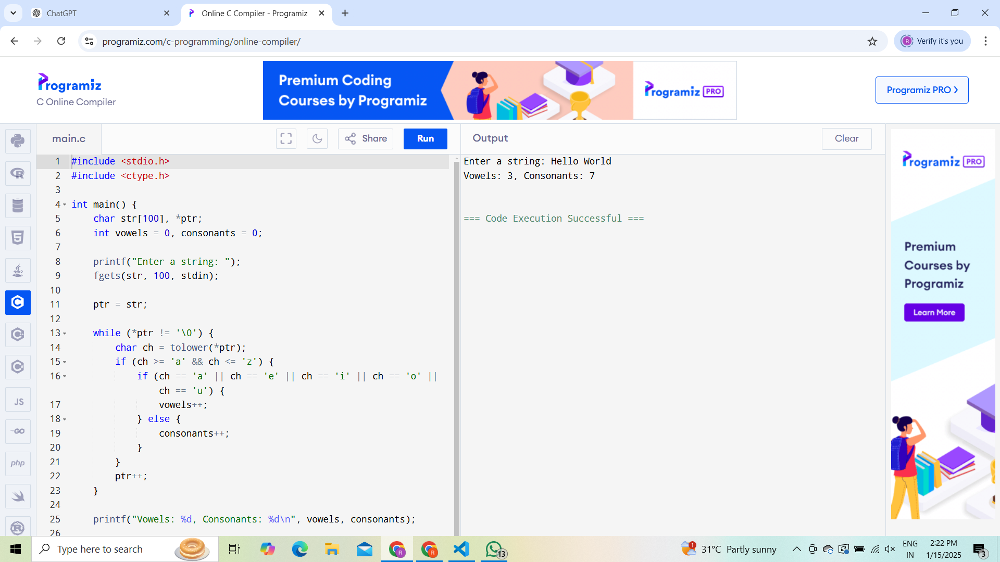 ChatGPT
Online C Compiler - Programiz
programiz.com/c-programming/online-compiler/
R
Verify it's you
Programiz
C Online Compiler
Premium Coding
Courses by Programiz
Programiz PRO
Programiz PRO
main.c
Share
Run
Output
Clear
1 #include <stdio.h>
2 #include <ctype.h>
3
4 int main() {
5 char str[100], *ptr;
6 int vowels = 0, consonants = 0;
7
8 printf("Enter a string: ");
9 fgets(str, 100, stdin);
10
11 ptr = str;
12
13 while (*ptr != '\0') {
14 char ch = tolower(*ptr);
15 if (ch >= 'a' && ch <= 'z') {
16 if (ch == 'a' || ch == 'e' || ch == 'i' || ch == 'o' ||
ch == 'u') {
17 vowels++;
18 } else {
19 consonants++;
20 }
21 }
22 ptr++;
23 }
24
25 printf("Vowels: %d, Consonants: %d\n", vowels, consonants);
26
Enter a string: Hello World
Vowels: 3, Consonants: 7
=== Code Execution Successful ===
R
5
C
C
JS
GO
php
R
Programiz PRO
Premium
Courses by
Programiz
Learn More
Type here to search
R
R
13
1
31°C Partly sunny
ENG
IN
2:22 PM
1/15/2025
3